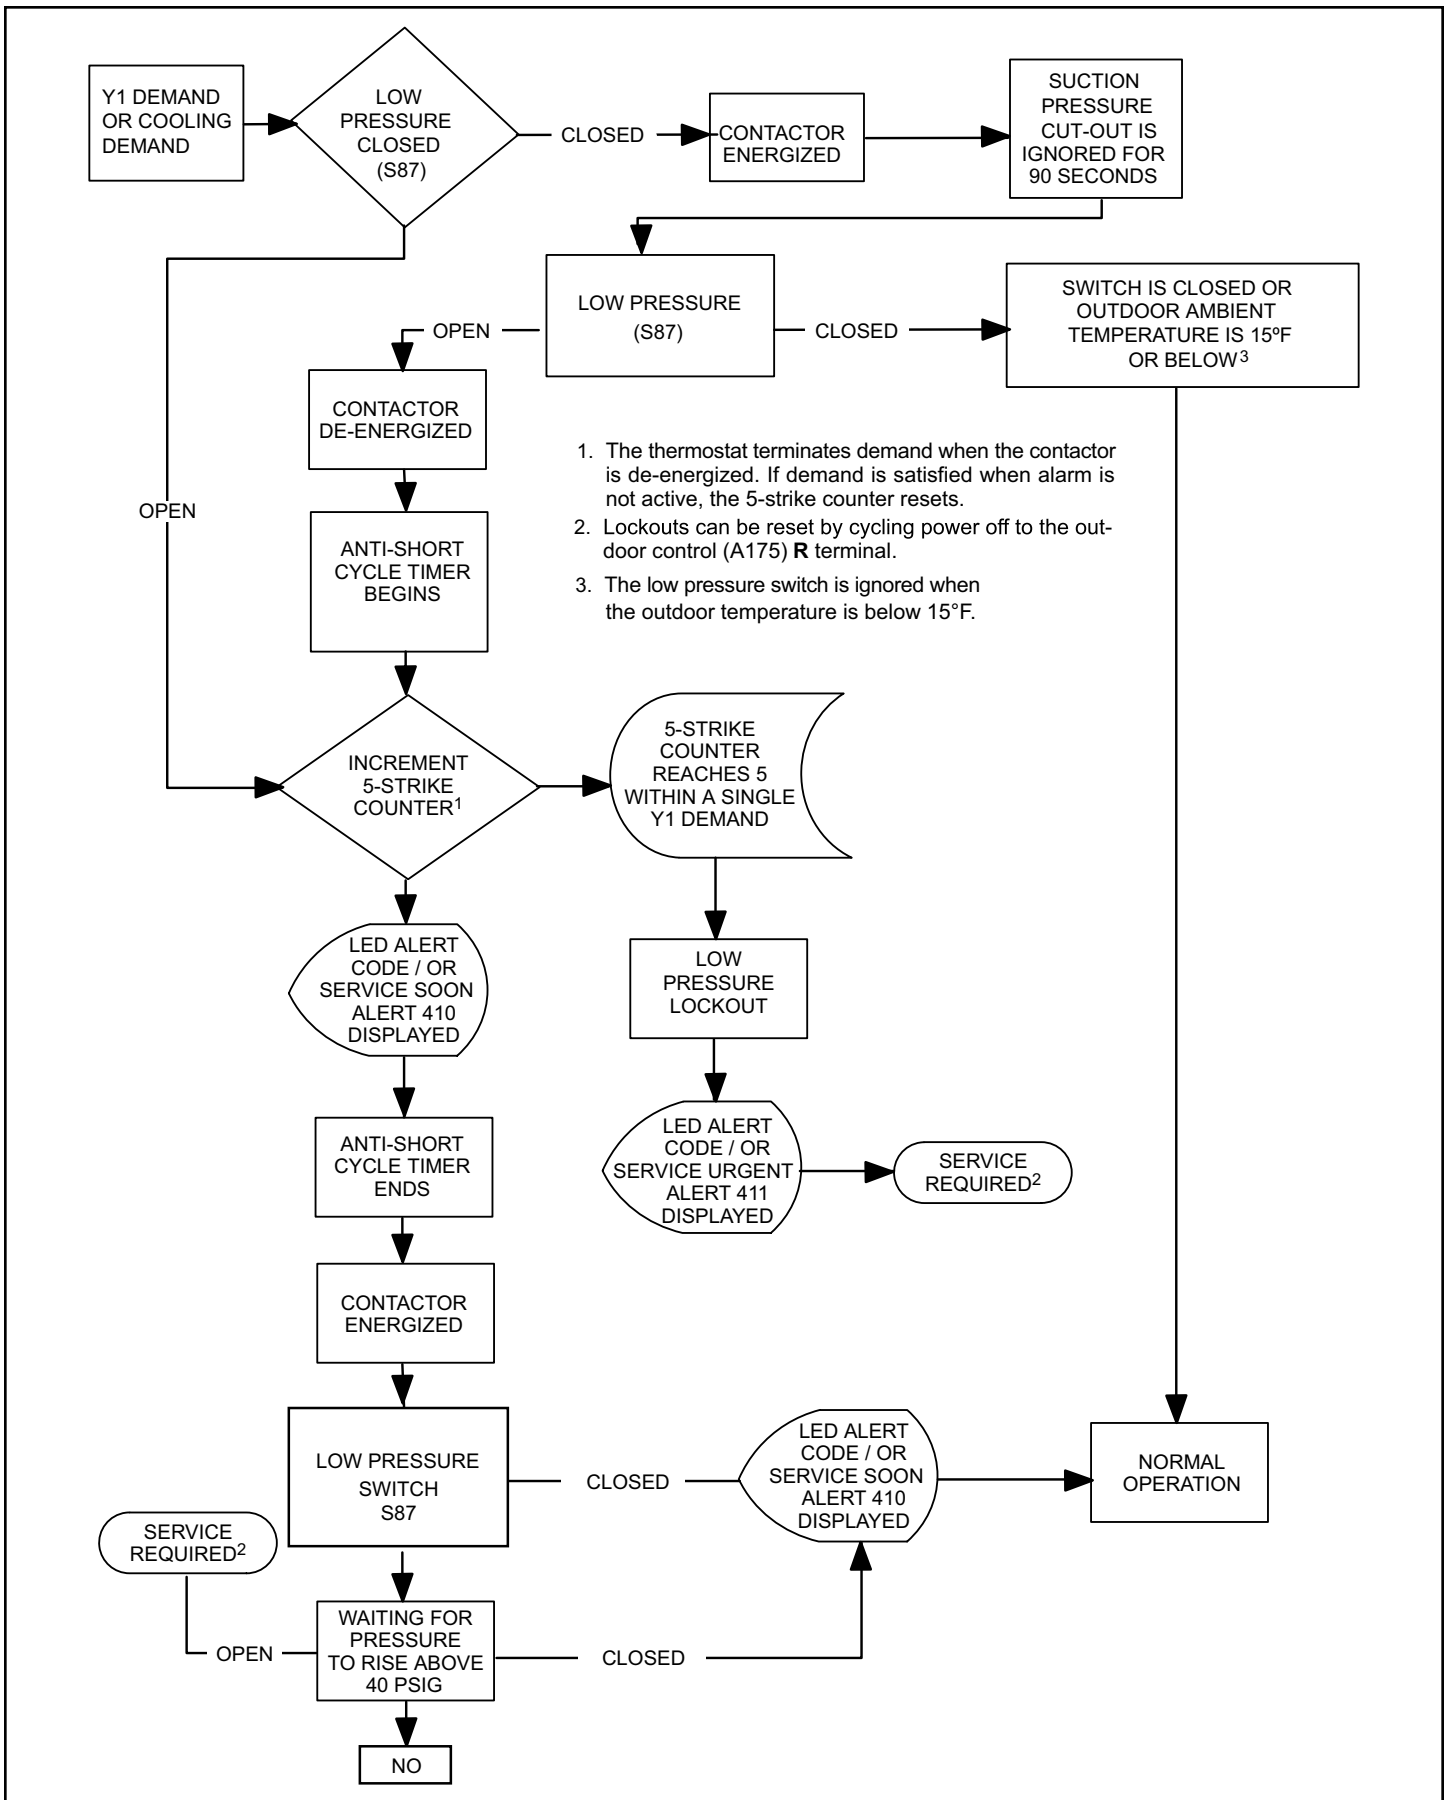 Y1 DEMAND
OR COOLING
DEMAND
LOW
PRESSURE
CLOSED
(S87)
CLOSED
CONTACTOR
ENERGIZED
SUCTION
PRESSURE
CUT-OUT IS
IGNORED FOR
90 SECONDS
LOW PRESSURE
(S87)
OPEN
CLOSED
SWITCH IS CLOSED OR
OUTDOOR AMBIENT
TEMPERATURE IS 15ºF
OR BELOW3
CONTACTOR
DE-ENERGIZED
1. The thermostat terminates demand when the contactor
is de-energized. If demand is satisfied when alarm is
not active, the 5-strike counter resets.
2. Lockouts can be reset by cycling power off to the out-
door control (A175) R terminal.
3. The low pressure switch is ignored when
the outdoor temperature is below 15°F.
OPEN
ANTI-SHORT
CYCLE TIMER
BEGINS
INCREMENT
5-STRIKE
COUNTER1
5-STRIKE
COUNTER
REACHES 5
WITHIN A SINGLE
Y1 DEMAND
LED ALERT
CODE / OR
SERVICE SOON
ALERT 410
DISPLAYED
LOW
PRESSURE
LOCKOUT
ANTI-SHORT
CYCLE TIMER
ENDS
LED ALERT
CODE / OR
SERVICE URGENT
ALERT 411
DISPLAYED
SERVICE
REQUIRED2
CONTACTOR
ENERGIZED
LOW PRESSURE
SWITCH
S87
CLOSED
LED ALERT
CODE / OR
SERVICE SOON
ALERT 410
DISPLAYED
NORMAL
OPERATION
SERVICE
REQUIRED2
OPEN
WAITING FOR
PRESSURE
TO RISE ABOVE
40 PSIG
CLOSED
NO